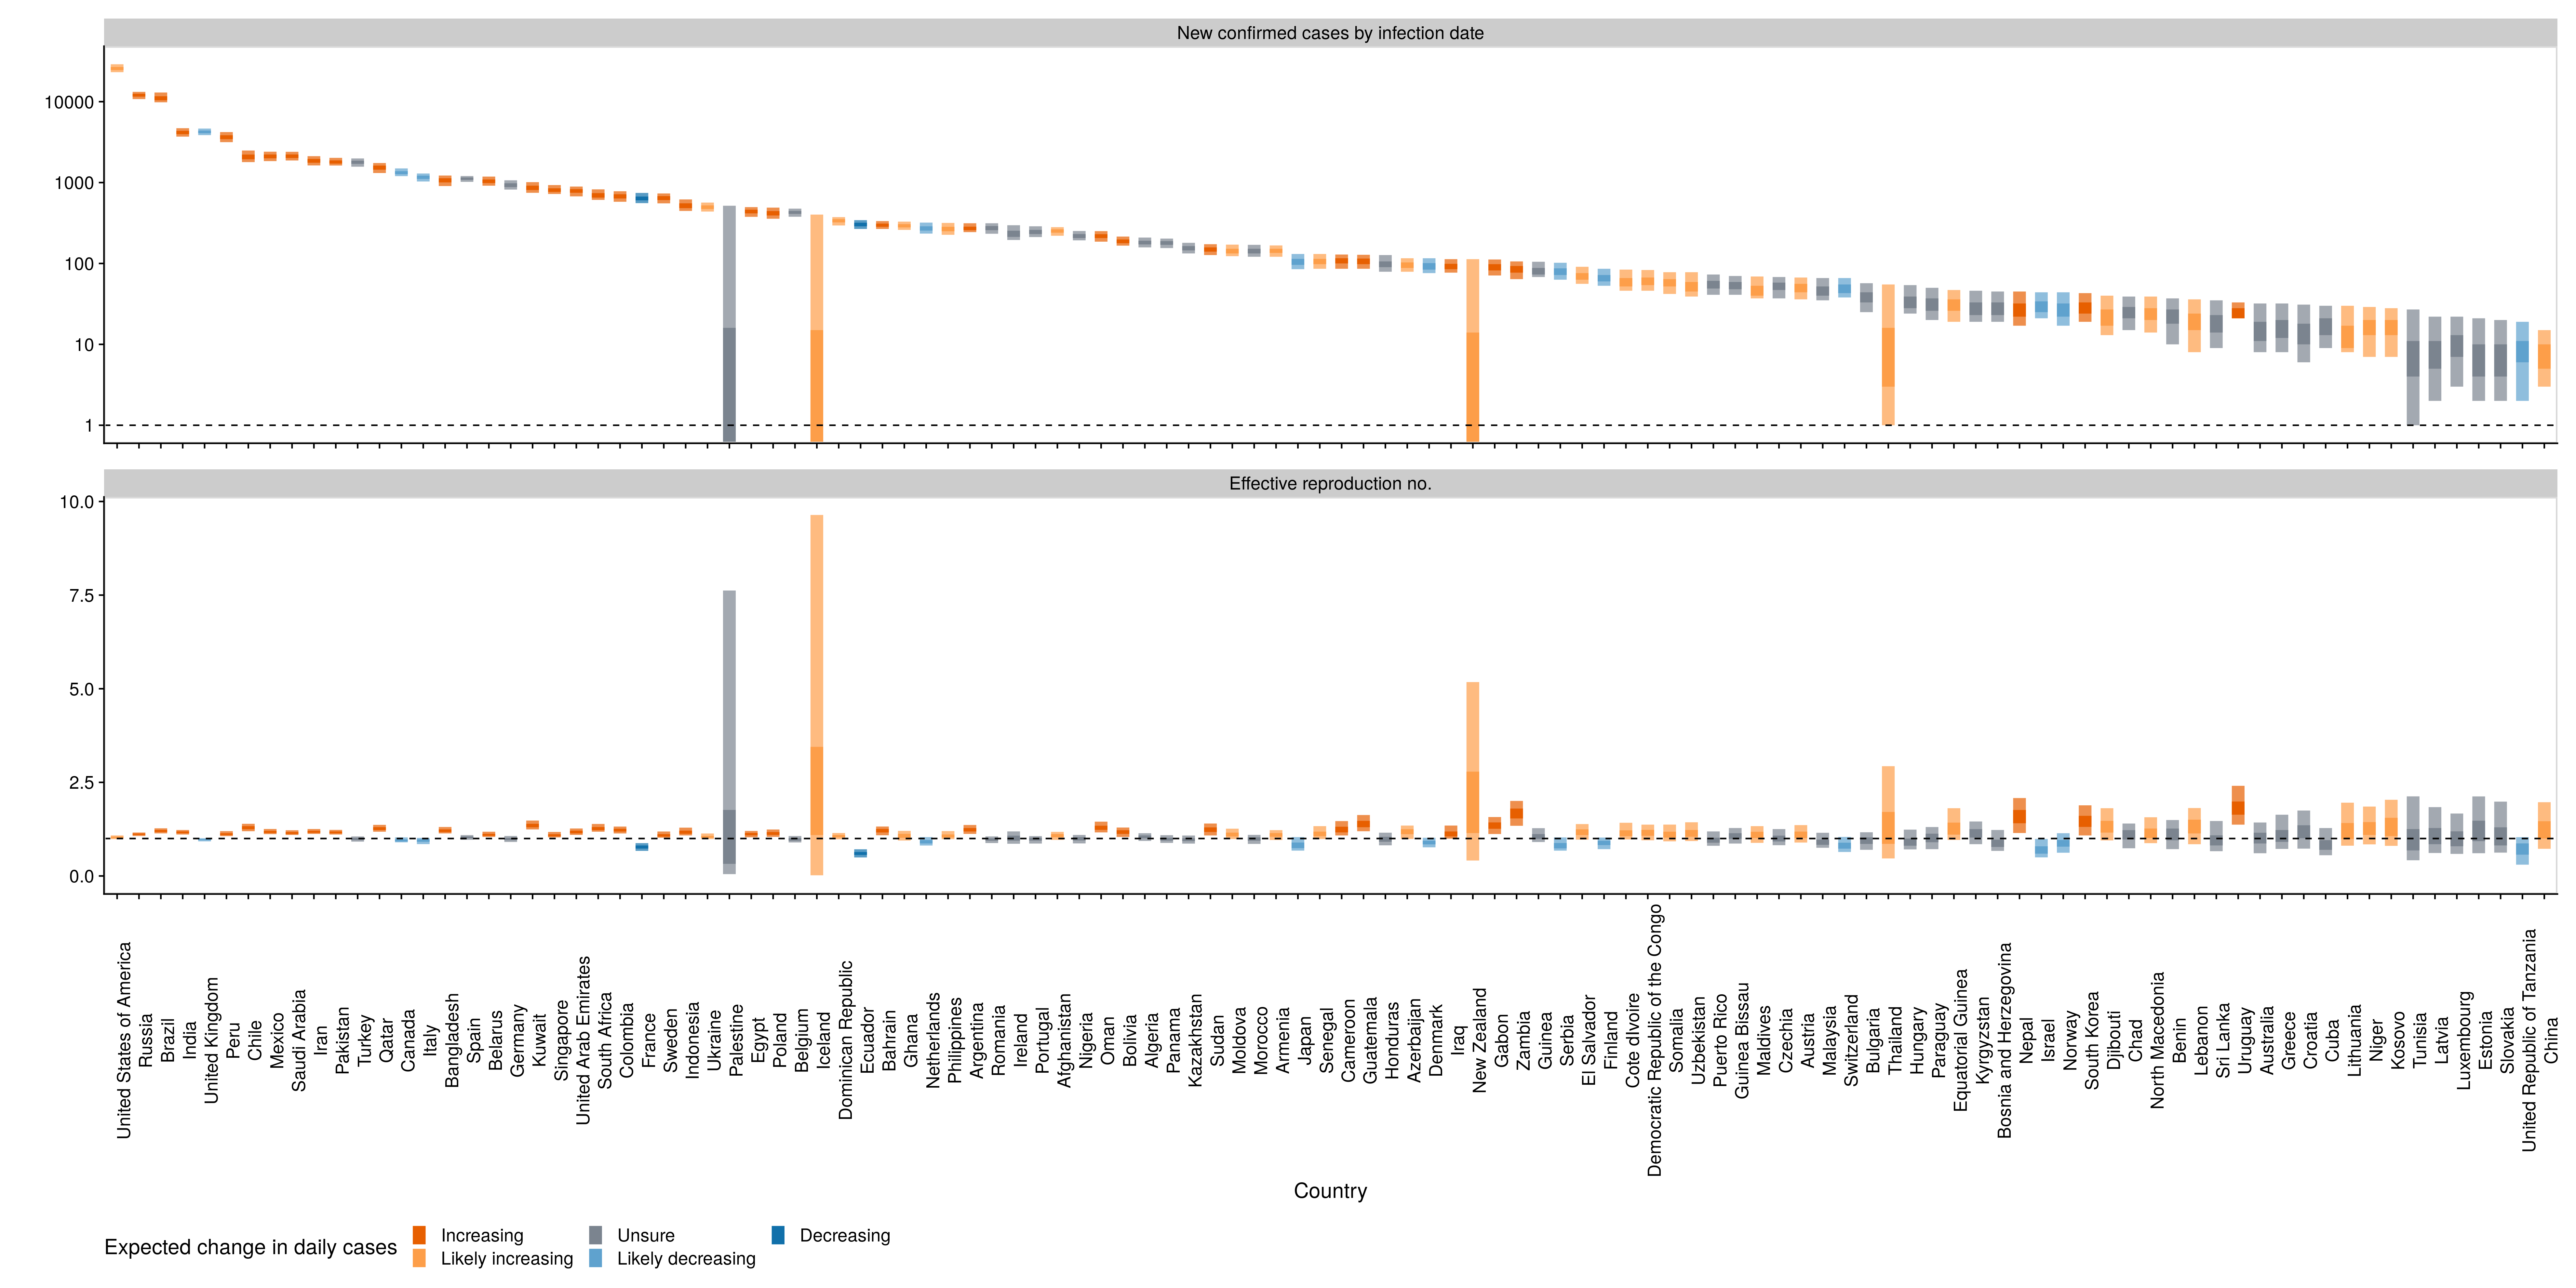 New confirmed cases by infection date
10000
1000
100
10
1
Effective reproduction no.
10.0
7.5
5.0
2.5
0.0
United States of America
Russia
Brazil
India
United Kingdom
Peru
Chile
Mexico
Saudi Arabia
Iran
Pakistan
Turkey
Qatar
Canada
Italy
Bangladesh
Spain
Belarus
Germany
Kuwait
Singapore
United Arab Emirates
South Africa
Colombia
France
Sweden
Indonesia
Ukraine
Palestine
Egypt
Poland
Belgium
Iceland
Dominican Republic
Ecuador
Bahrain
Ghana
Netherlands
Philippines
Argentina
Romania
Ireland
Portugal
Afghanistan
Nigeria
Oman
Bolivia
Algeria
Panama
Kazakhstan
Sudan
Moldova
Morocco
Armenia
Japan
Senegal
Cameroon
Guatemala
Honduras
Azerbaijan
Denmark
Iraq
New Zealand
Gabon
Zambia
Guinea
Serbia
El Salvador
Finland
Cote dIvoire
Democratic Republic of the Congo
Somalia
Uzbekistan
Puerto Rico
Guinea Bissau
Maldives
Czechia
Austria
Malaysia
Switzerland
Bulgaria
Thailand
Hungary
Paraguay
Equatorial Guinea
Kyrgyzstan
Bosnia and Herzegovina
Nepal
Israel
Norway
South Korea
Djibouti
Chad
North Macedonia
Benin
Lebanon
Sri Lanka
Uruguay
Australia
Greece
Croatia
Cuba
Lithuania
Niger
Kosovo
Tunisia
Latvia
Luxembourg
Estonia
Slovakia
United Republic of Tanzania
China
Country
Expected change in daily cases
Increasing
Likely increasing
Unsure
Likely decreasing
Decreasing